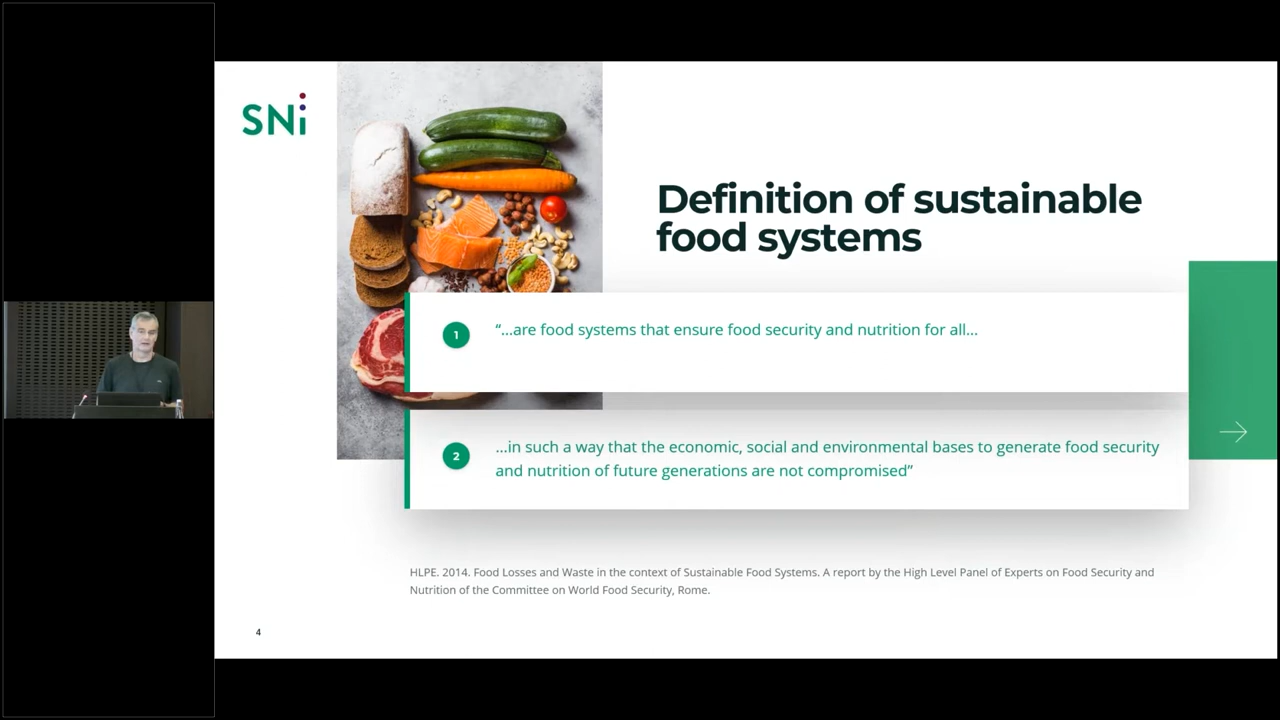 SNi
Definition of sustainable
food systems
1
“...are food systems that ensure food security and nutrition for all...
2
...in such a way that the economic, social and environmental bases to generate food security
and nutrition of future generations are not compromised”
HLPE. 2014. Food Losses and Waste in the context of Sustainable Food Systems. A report by the High Level Panel of Experts on Food Security and
Nutrition of the Committee on World Food Security, Rome.
4